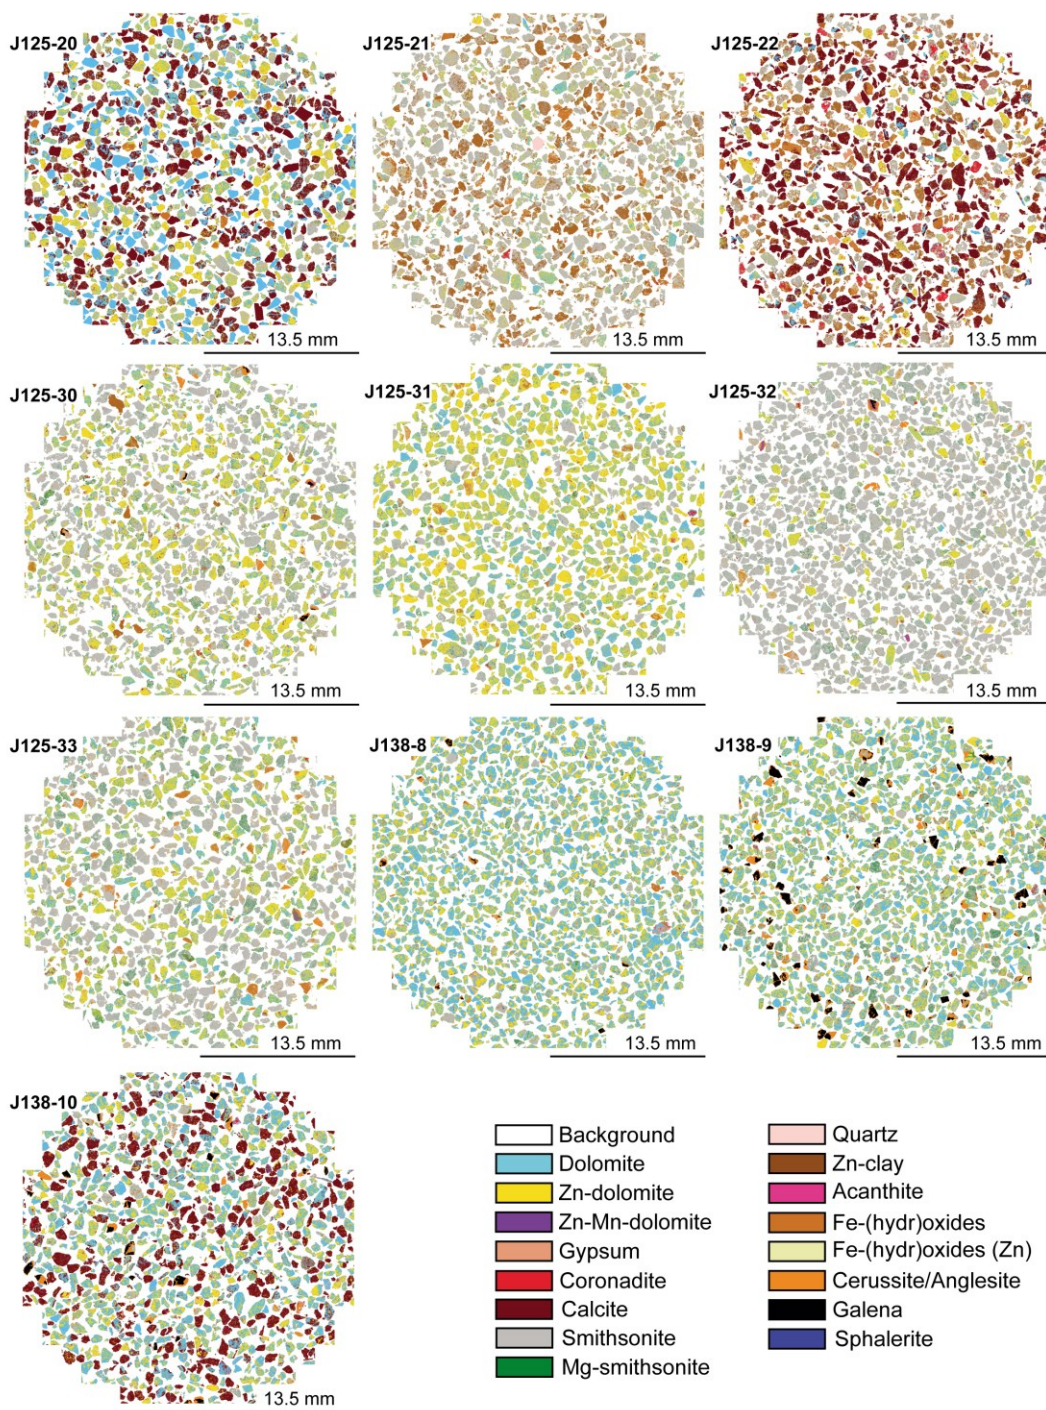 J125-20
J125-21
J125-22
13.5 mm
13.5 mm
13.5 mm
J125-30
J125-31
J125-32
13.5 mm
13.5 mm
13.5 mm
J125-33
J138-8
J138-9
13.5 mm
13.5 mm
13.5 mm
J138-10
13.5 mm
Background
Dolomite
Zn-dolomite
Zn-Mn-dolomite
Gypsum
Coronadite
Calcite
Smithsonite
Mg-smithsonite
Quartz
Zn-clay
Acanthite
Fe-(hydr)oxides
Fe-(hydr)oxides (Zn)
Cerussite/Anglesite
Galena
Sphalerite